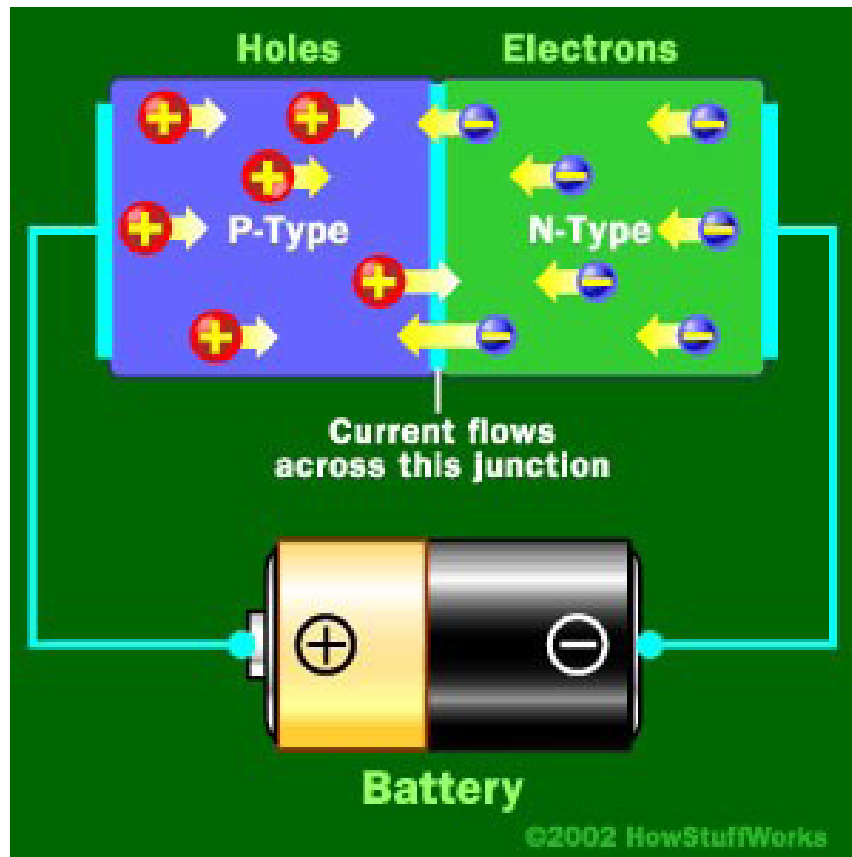 Holes
Electrons
P-Type
N-Type
Current flows
across this junction
Battery
©2002 HowStuffWorks